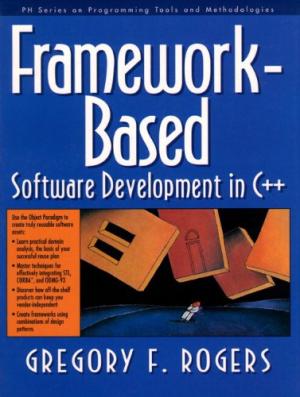 PH Series on Programming Tools and Methodologies
Framework-
Based
Software Development in C++
Use the Object Paradigm to
create truly reusable software
assets:
• Learn practical domain
analysis, the basis of your
successful reuse plan
• Master techniques for
effectively integrating STL,
CORBA™, and ODMG-93
• Discover how off the shelf
products can keep you
vendor-independent
• Create frameworks using
combinations of design
patterns
GREGORY F. ROGERS